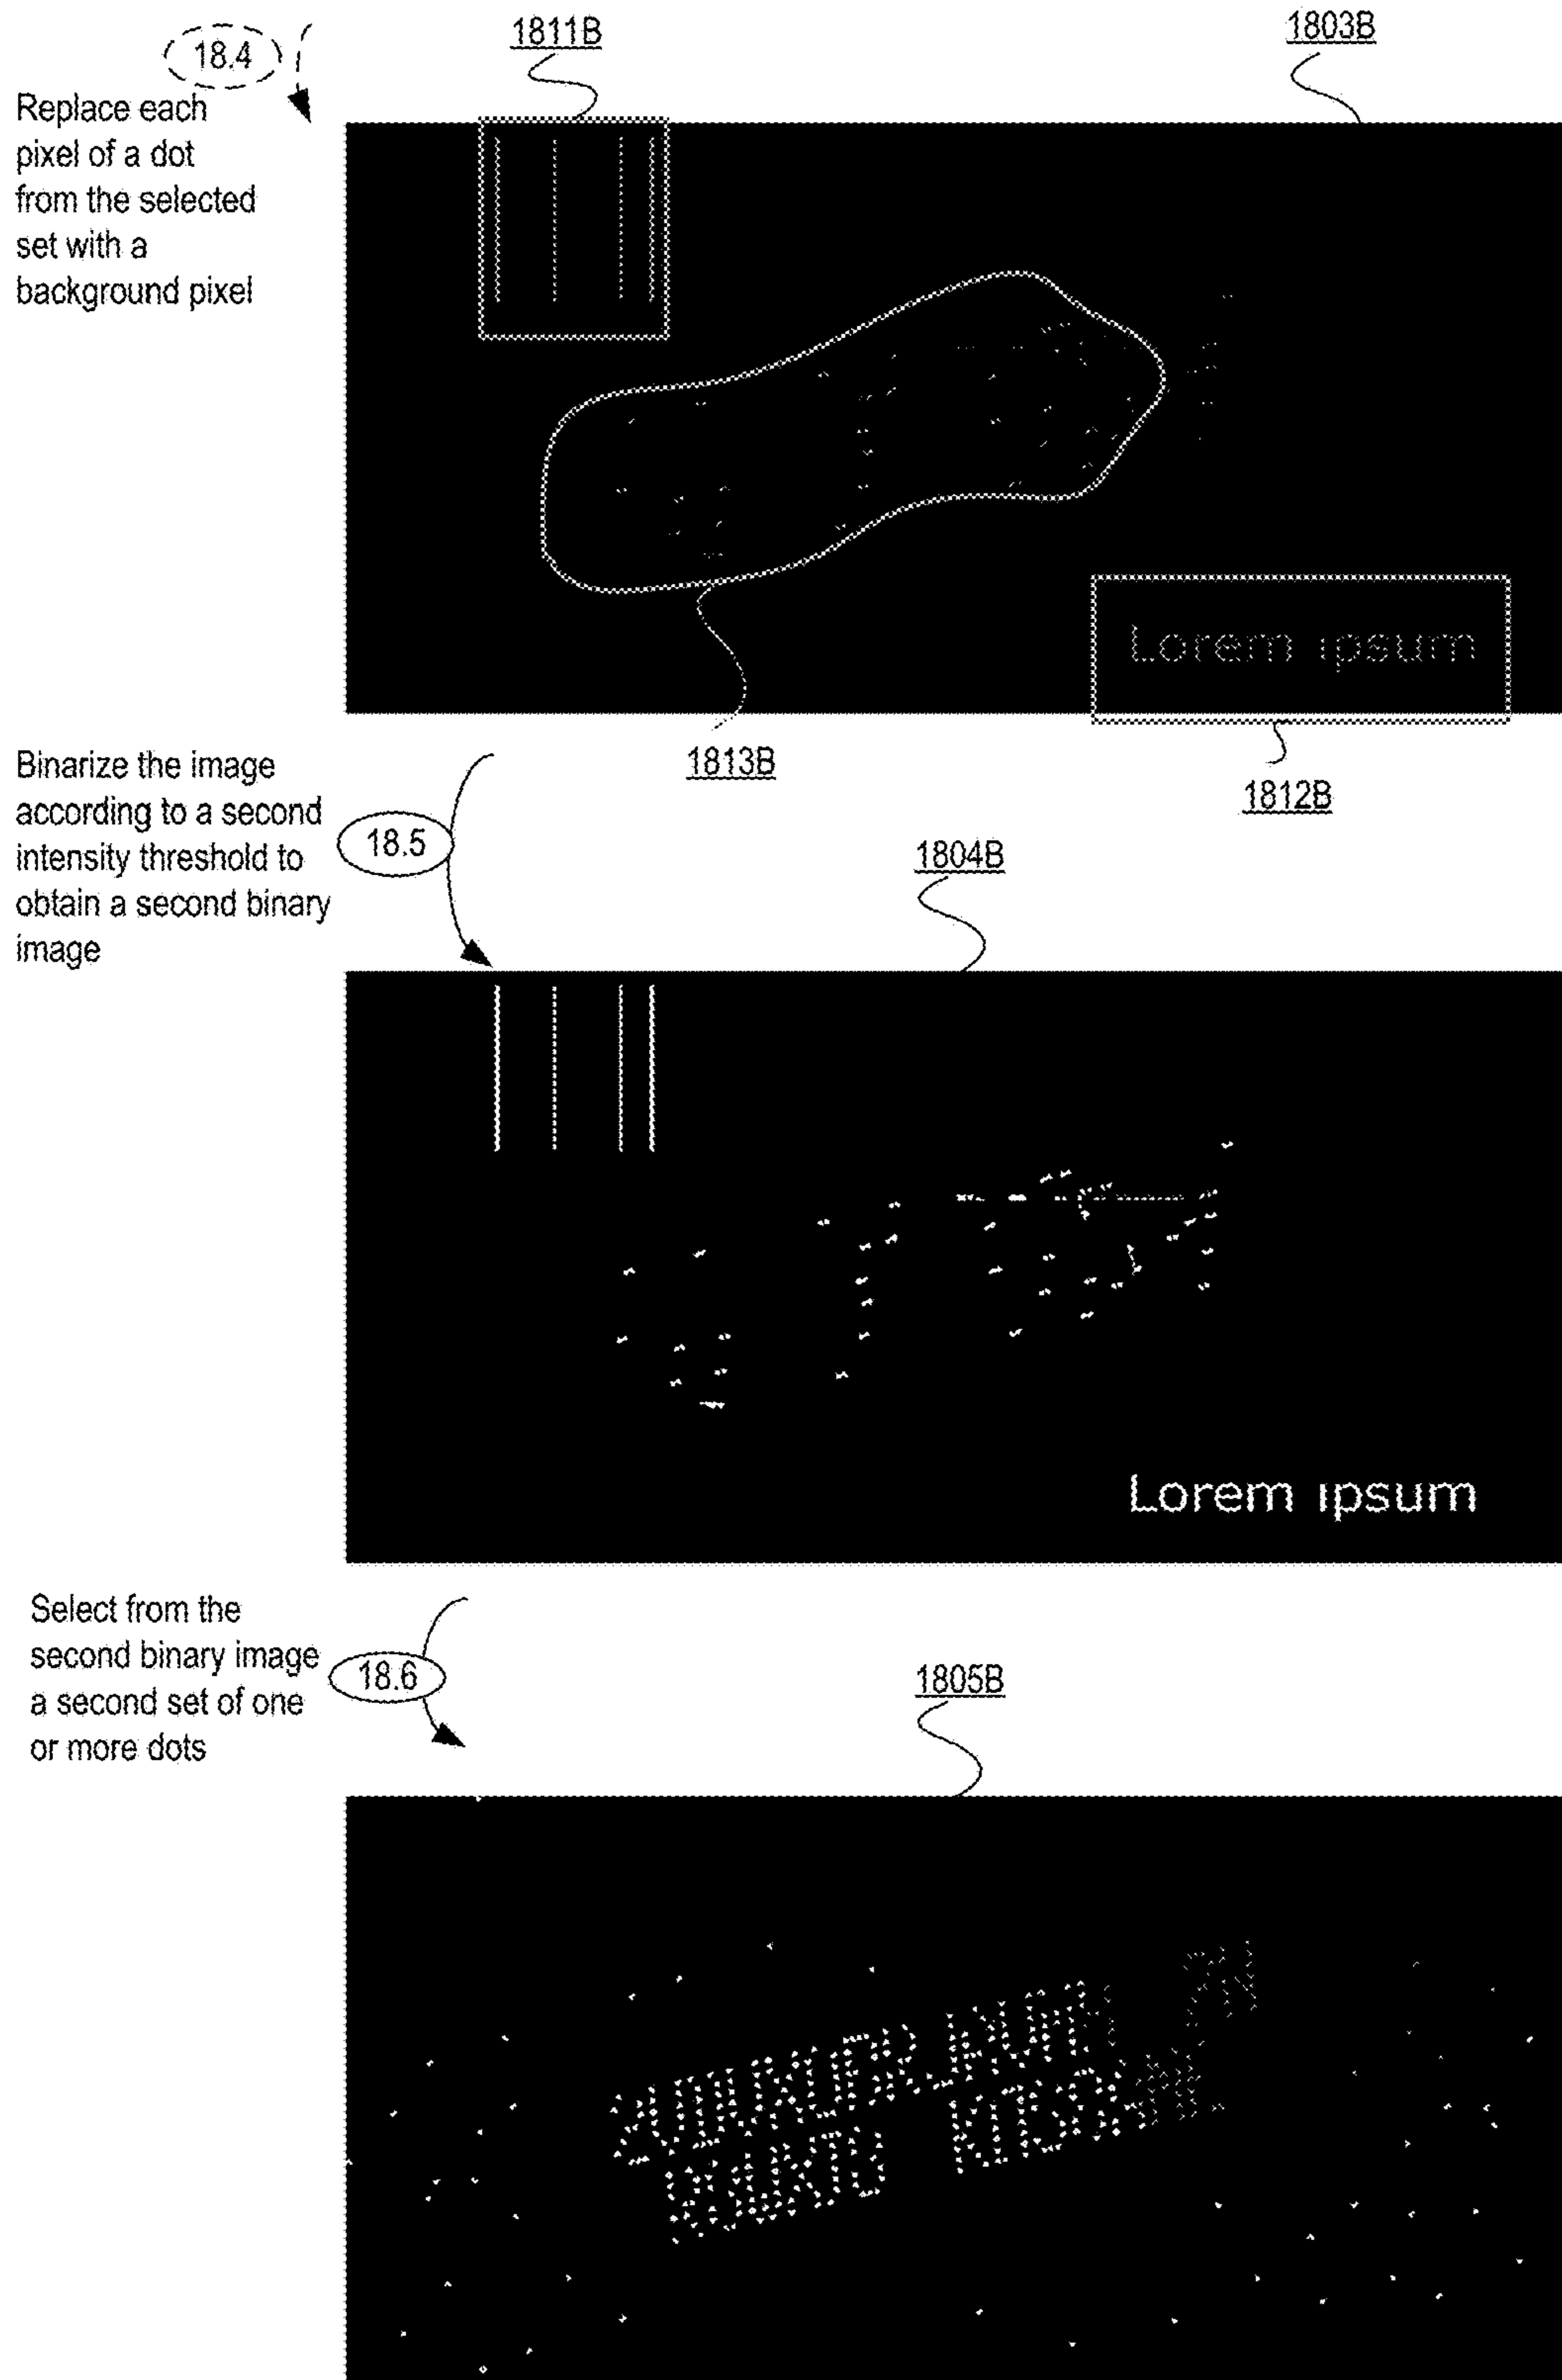 1811B
1803B
18.4
Replace each
pixel of a dot
from the selected
set with a
background pixel
Lorem ipsum
1813B
1812B
Binarize the image
according to a second
intensity threshold to
obtain a second binary
image
18.5
1804B
Lorem ipsum
Select from the
second binary image
a second set of one
or more dots
18.6
1805B